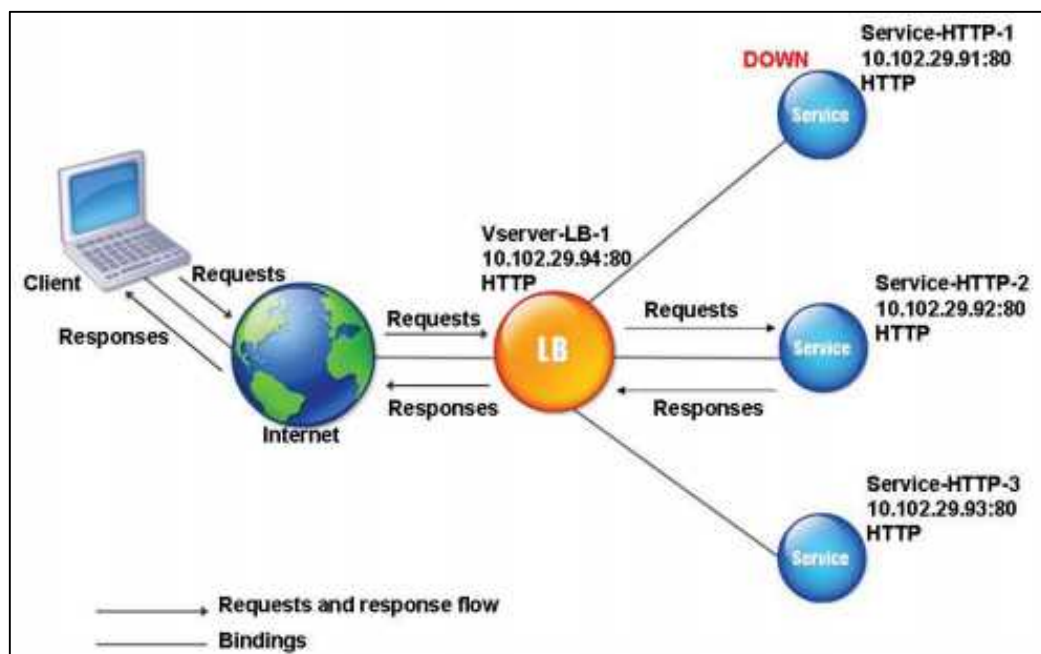 Service-HTTP-1
10.102.29.91:80
HTTP
DOWN
Service
Vserver-LB-1
10.102.29.94:80
HTTP
Client
Requests
Responses
Internet
Requests
Responses
LB
Requests
Responses
Service-HTTP-2
10.102.29.92:80
HTTP
Service
Service-HTTP-3
10.102.29.93:80
HTTP
Service
Requests and response flow
Bindings